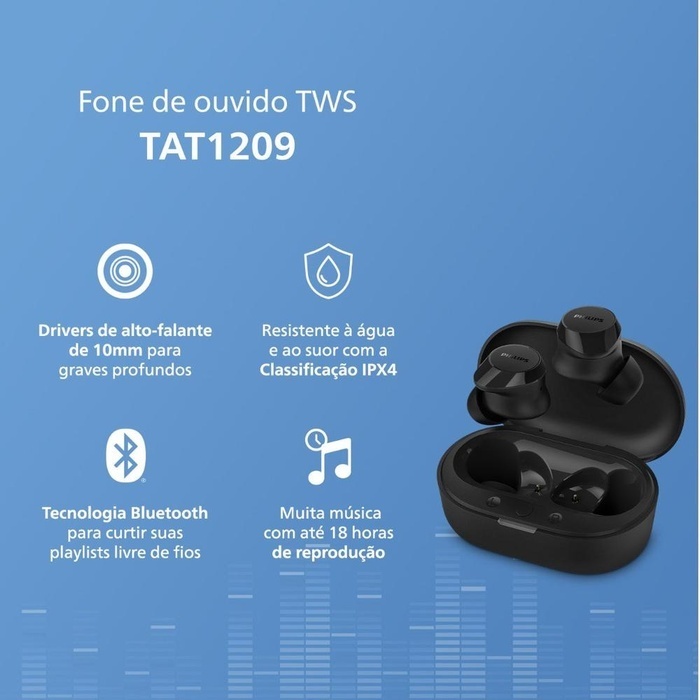 Fone de ouvido TWS
TAT1209
Drivers de alto-falante
de 10mm para
graves profundos
Resistente à água
e ao suor com a
Classificação IPX4
Tecnologia Bluetooth
para curtir suas
playlists livre de fios
Muita música
com até 18 horas
de reprodução
PHILIPS
PHILIPS